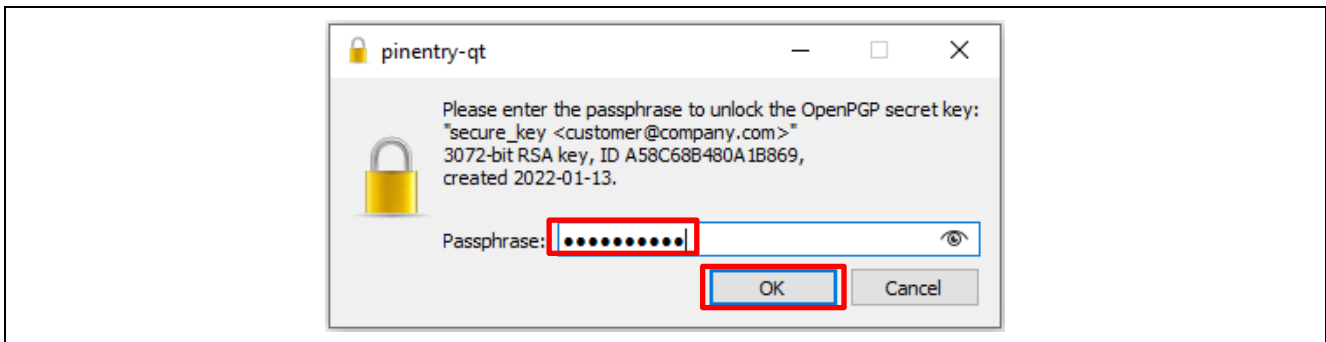 pinentry-qt
Please enter the passphrase to unlock the OpenPGP secret key:
"secure_key <customer@company.com>"
3072-bit RSA key, ID A58C68B480A1B869,
created 2022-01-13.
Passphrase: ●●●●●●●●●●
OK Cancel